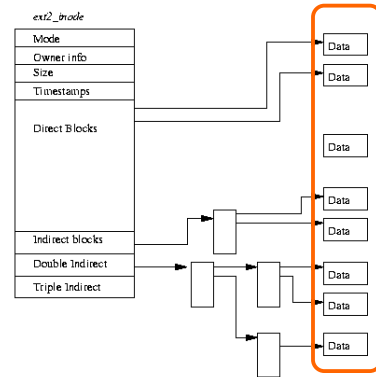 ext2_inode
Mode
Owner info
Size
Timestamps
Direct Blocks
Indirect blocks
Double Indirect
Triple Indirect
Data
Data
Data
Data
Data
Data
Data
Data